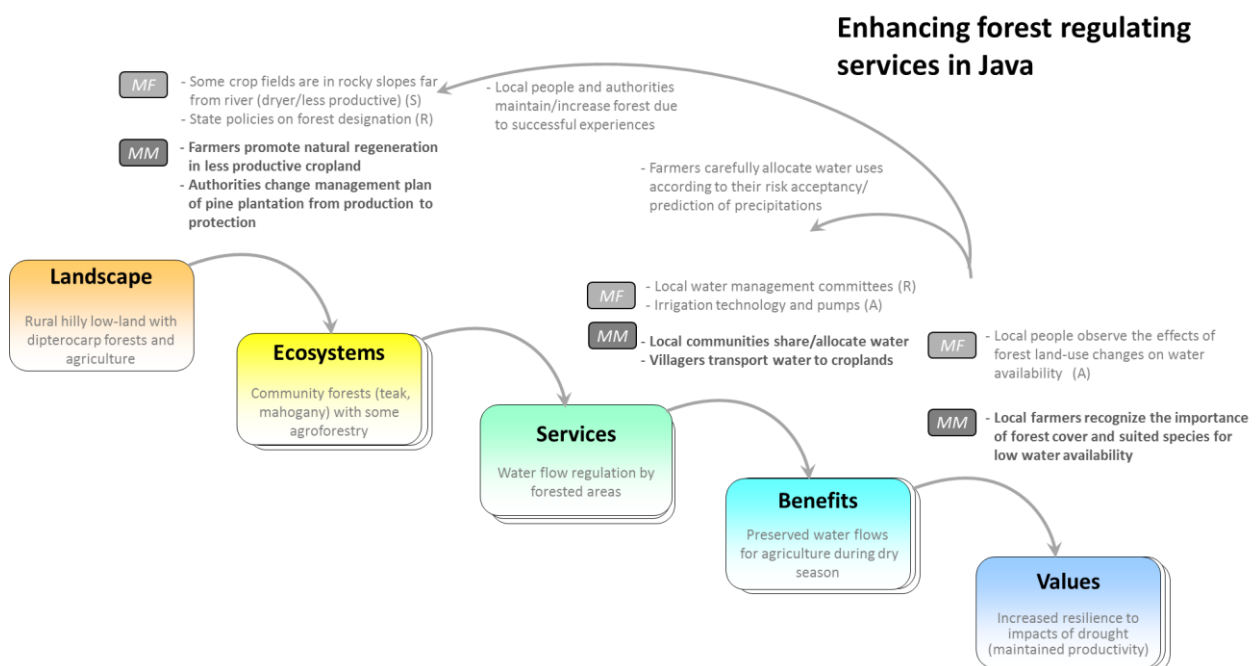 Enhancing forest regulating
services in Java
MF
- Some crop fields are in rocky slopes far
from river (dryer/less productive) (S)
- State policies on forest designation (R)
MM
- Farmers promote natural regeneration
in less productive cropland
- Authorities change management plan
of pine plantation from production to
protection
- Local people and authorities
maintain/increase forest due
to successful experiences
- Farmers carefully allocate water uses
according to their risk acceptancy/
prediction of precipitations
Landscape
Rural hilly low-land with
dipterocarp forests and
agriculture
Ecosystems
Community forests (teak,
mahogany) with some
agroforestry
MF
- Local water management committees (R)
- Irrigation technology and pumps (A)
MM
- Local communities share/allocate water
- Villagers transport water to croplands
Services
Water flow regulation by
forested areas
MF
- Local people observe the effects of
forest land-use changes on water
availability (A)
MM
- Local farmers recognize the importance
of forest cover and suited species for
low water availability
Benefits
Preserved water flows
for agriculture during dry
season
Values
Increased resilience to
impacts of drought
(maintained productivity)